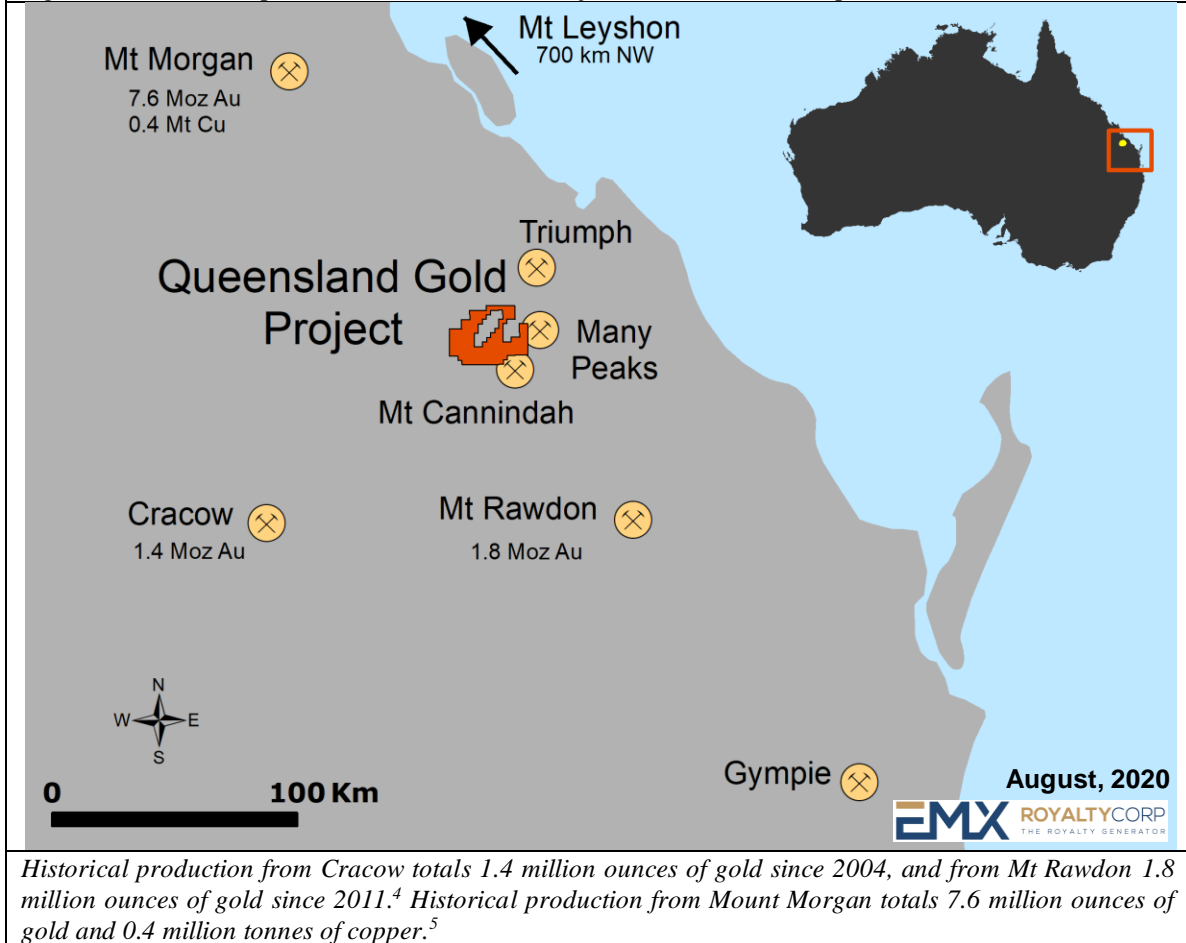 Mt Leyshon
700 km NW
Mt Morgan
7.6 Moz Au
0.4 Mt Cu
Triumph
Queensland Gold
Project
Many
Peaks
Mt Cannindah
Cracow
1.4 Moz Au
Mt Rawdon
1.8 Moz Au
N
W E
S
0 100 Km
Gympie
August, 2020
EMX ROYALTYCORP
THE ROYALTY GENERATOR
Historical production from Cracow totals 1.4 million ounces of gold since 2004, and from Mt Rawdon 1.8
million ounces of gold since 2011.⁴ Historical production from Mount Morgan totals 7.6 million ounces of
gold and 0.4 million tonnes of copper.⁵